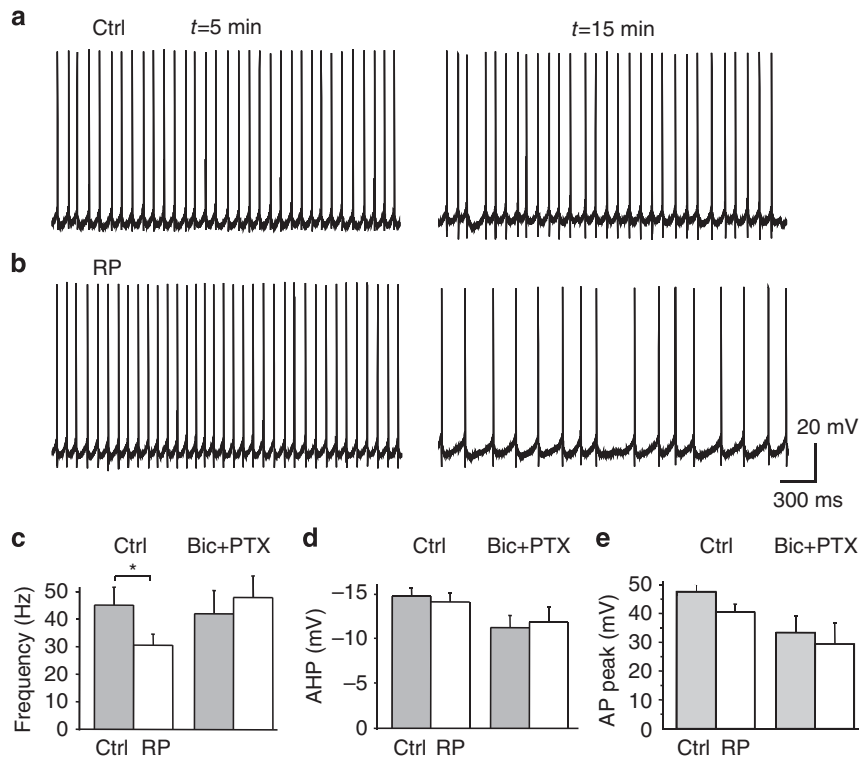 a
Ctrl t=5 min t=15 min
b
RP
20 mV
300 ms
c Ctrl Bic+PTX
*
Frequency (Hz)
50
40
30
20
10
0
Ctrl RP
d Ctrl Bic+PTX
AHP (mV)
−15
−10
−5
0
Ctrl RP
e Ctrl Bic+PTX
AP peak (mV)
50
40
30
20
10
0
Ctrl RP